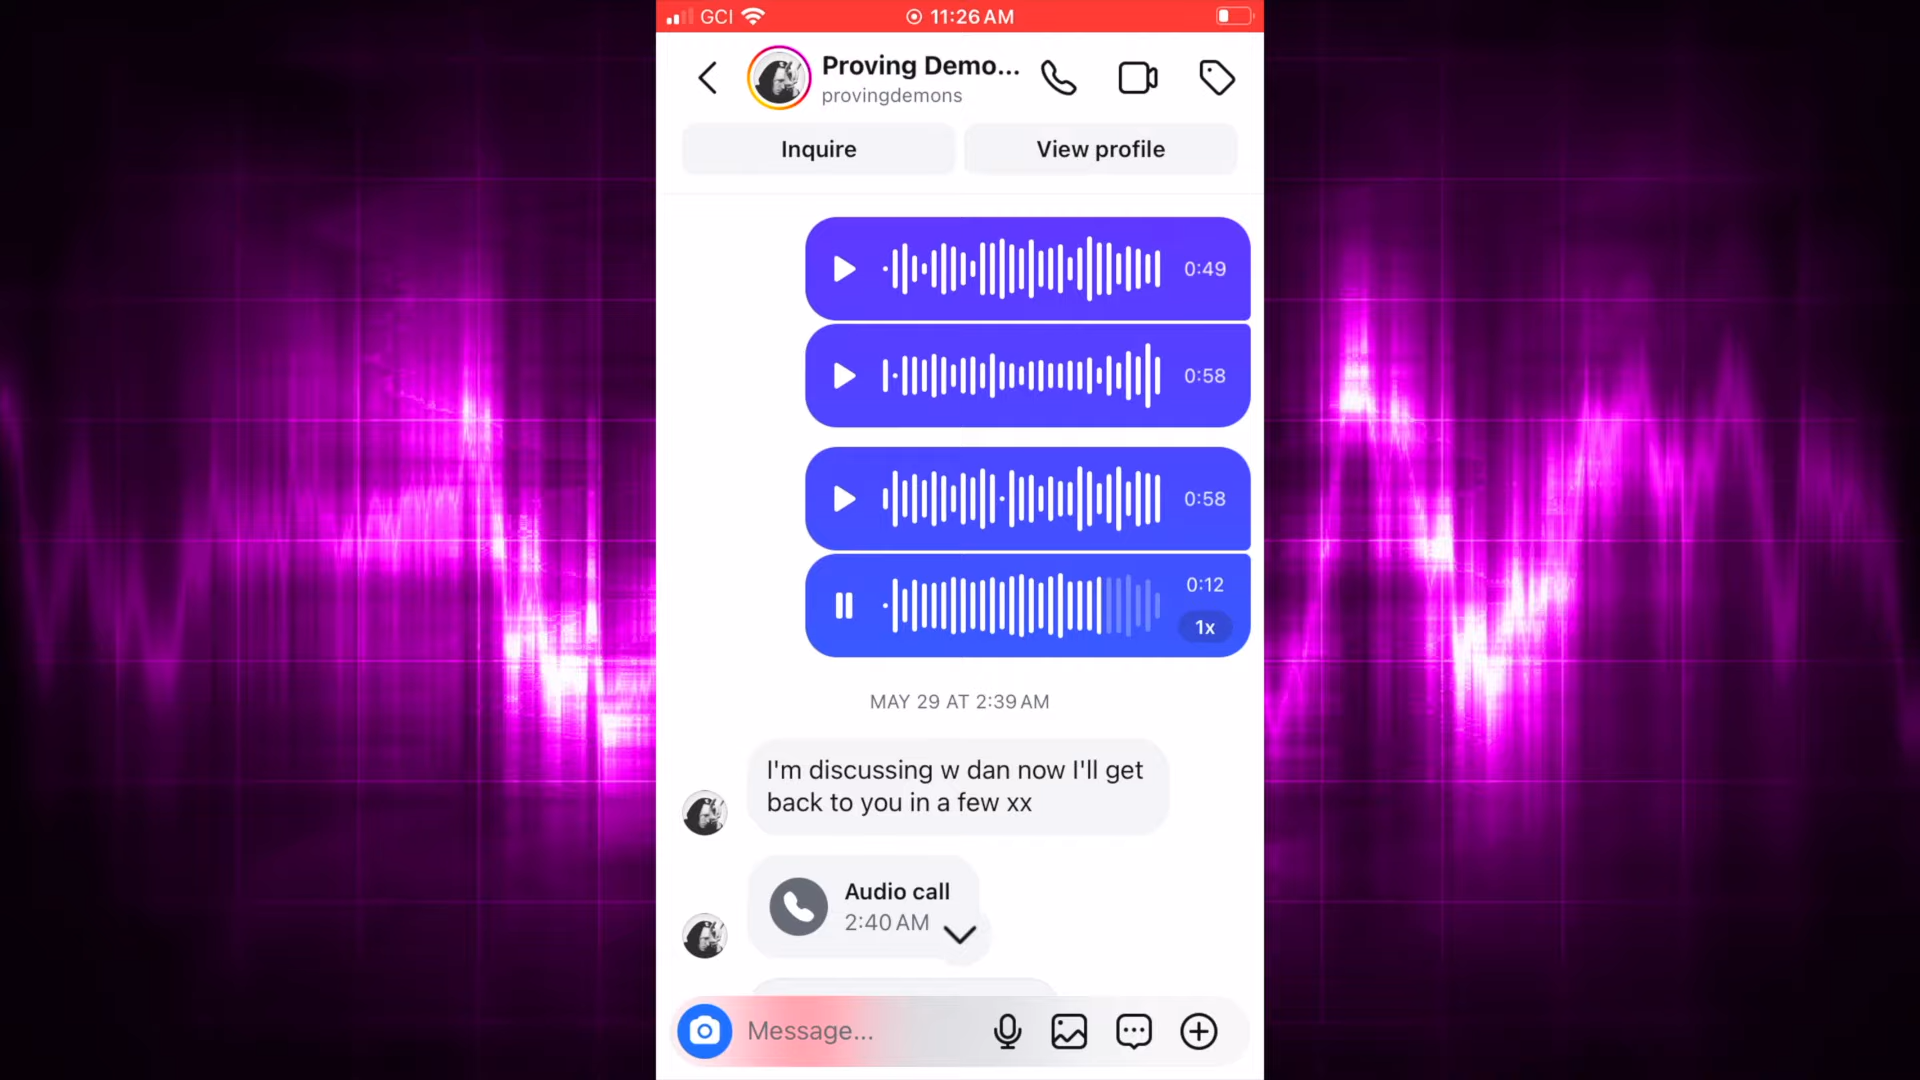 GCI 11:26 AM
Proving Demo...
provingdemons
Inquire View profile
0:49
0:58
0:58
0:12
1x
MAY 29 AT 2:39 AM
I'm discussing w dan now I'll get
back to you in a few xx
Audio call
2:40 AM
Message...